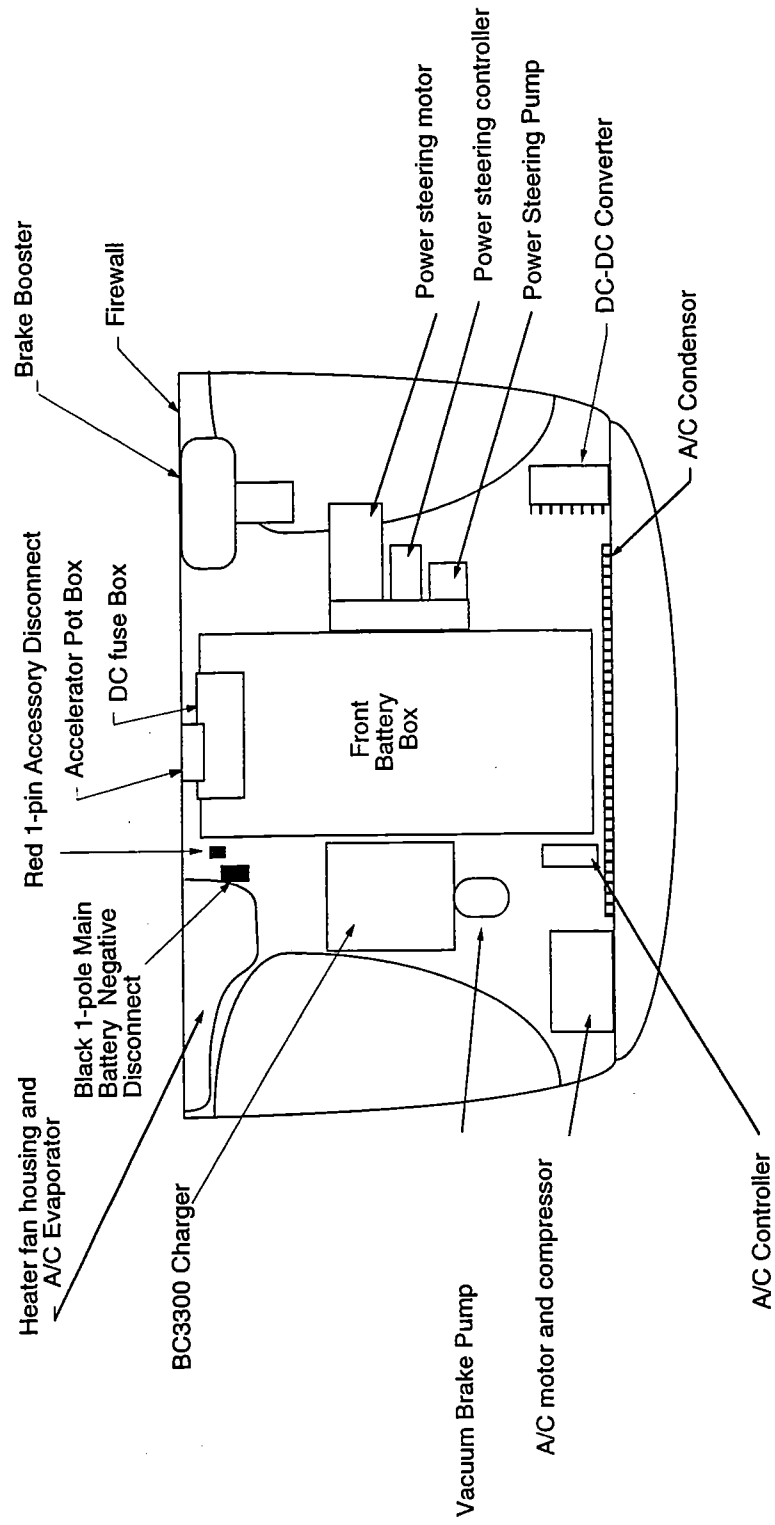 Heater fan housing and
A/C Evaporator
Black 1-pole Main
Battery Negative
Disconnect
Red 1-pin Accessory Disconnect
Accelerator Pot Box
DC fuse Box
Brake Booster
Firewall
BC3300 Charger
Front
Battery
Box
Power steering motor
Power steering controller
Power Steering Pump
Vacuum Brake Pump
A/C motor and compressor
DC-DC Converter
A/C Controller
A/C Condensor